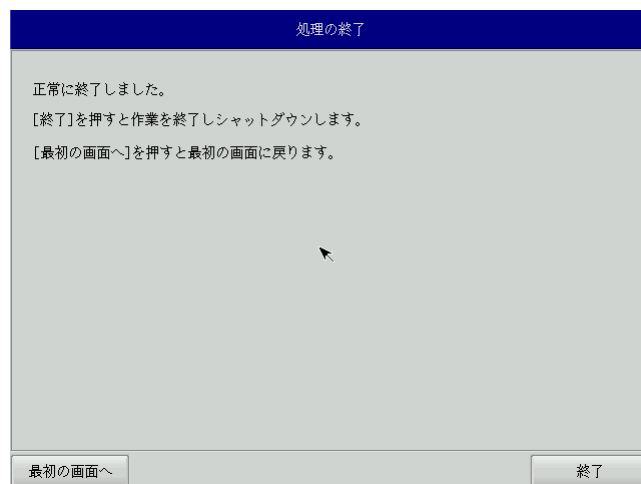 処理の終了
正常に終了しました。
[終了]を押すと作業を終了しシャットダウンします。
[最初の画面へ]を押すと最初の画面に戻ります。
最初の画面へ
終了